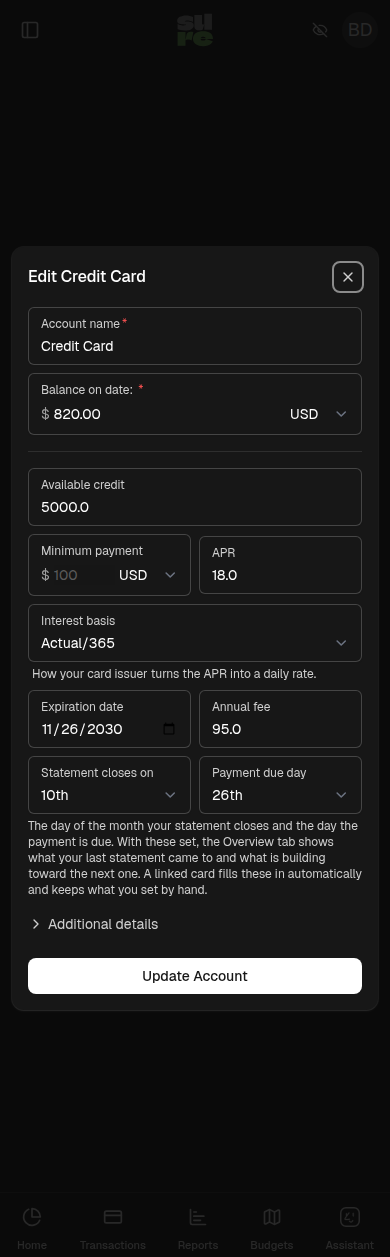 sure
BD
Edit Credit Card
Account name*
Credit Card
Balance on date: *
$ 820.00 USD
Available credit
5000.0
Minimum payment
$ 100 USD
APR
18.0
Interest basis
Actual/365
How your card issuer turns the APR into a daily rate.
Expiration date
11/26/2030
Annual fee
95.0
Statement closes on
10th
Payment due day
26th
The day of the month your statement closes and the day the
payment is due. With these set, the Overview tab shows
what your last statement came to and what is building
toward the next one. A linked card fills these in automatically
and keeps what you set by hand.
Additional details
Update Account
Home Transactions Reports Budgets Assistant